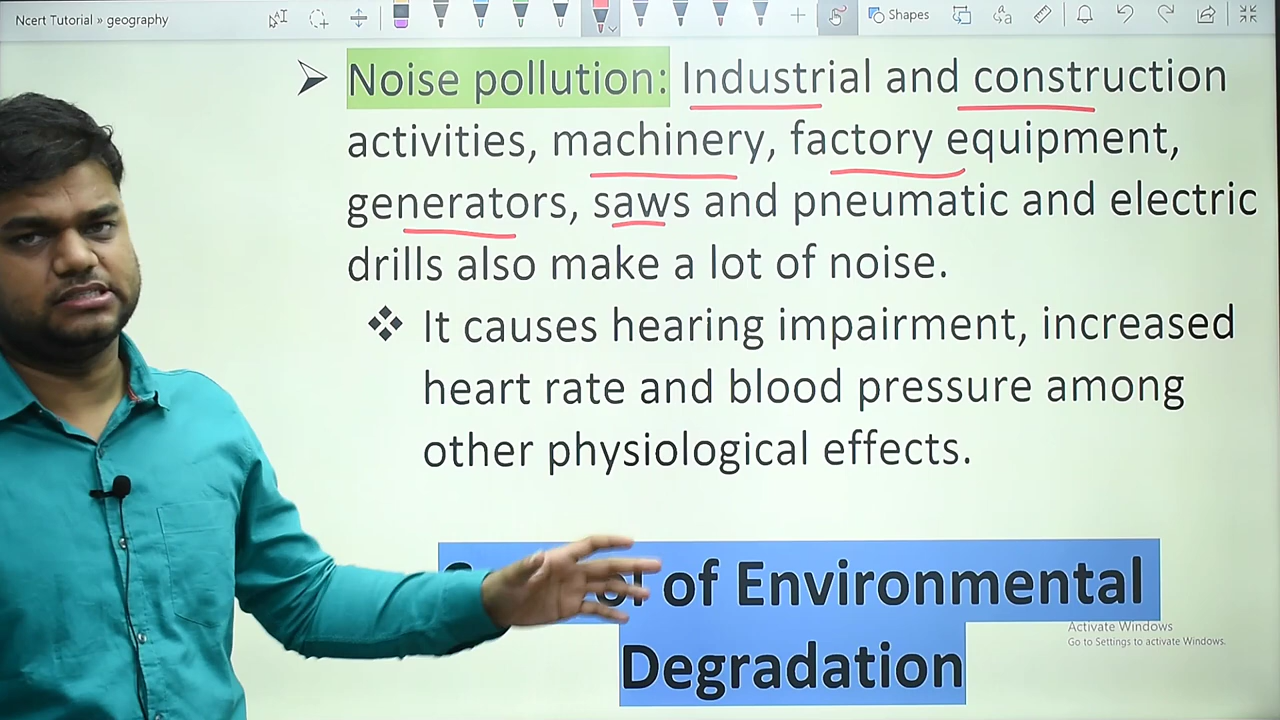 Ncert Tutorial » geography
Shapes
Noise pollution: Industrial and construction
activities, machinery, factory equipment,
generators, saws and pneumatic and electric
drills also make a lot of noise.
It causes hearing impairment, increased
heart rate and blood pressure among
other physiological effects.
of Environmental
Degradation
Activate Windows
Go to Settings to activate Windows.